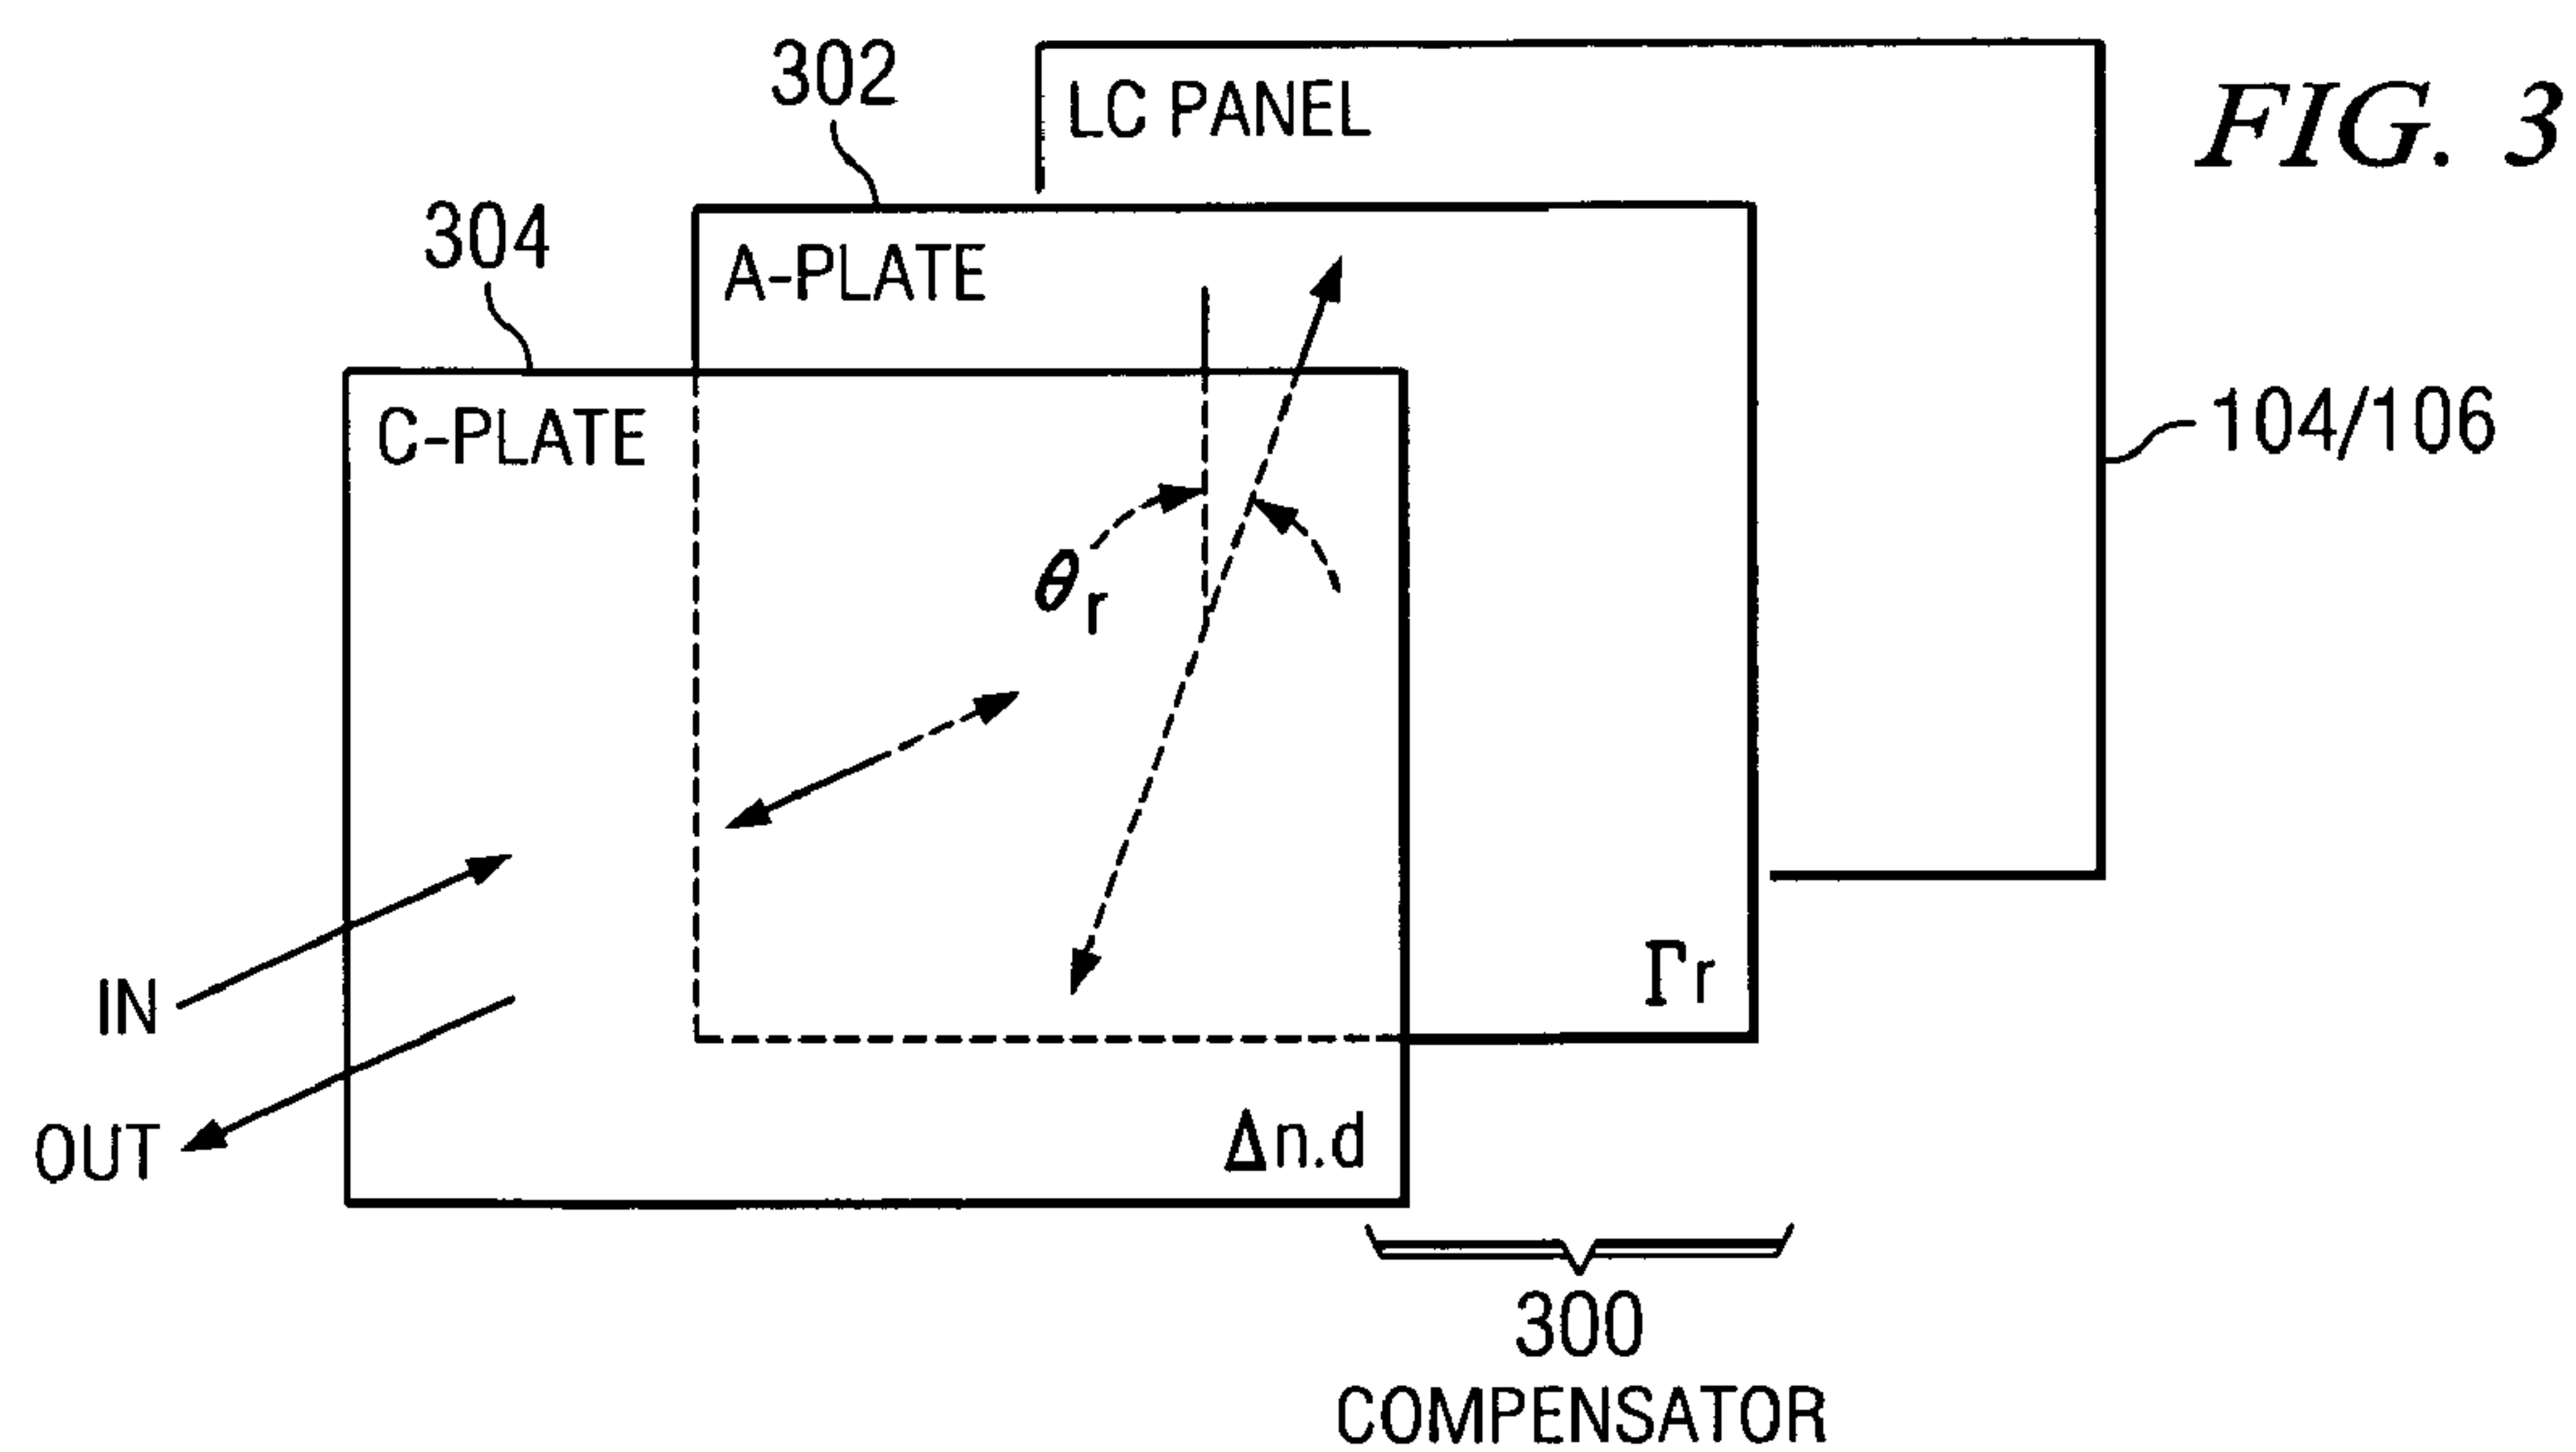 FIG. 3
302
LC PANEL
304
A-PLATE
C-PLATE
104/106
θr
IN
Γr
OUT
Δn.d
300
COMPENSATOR